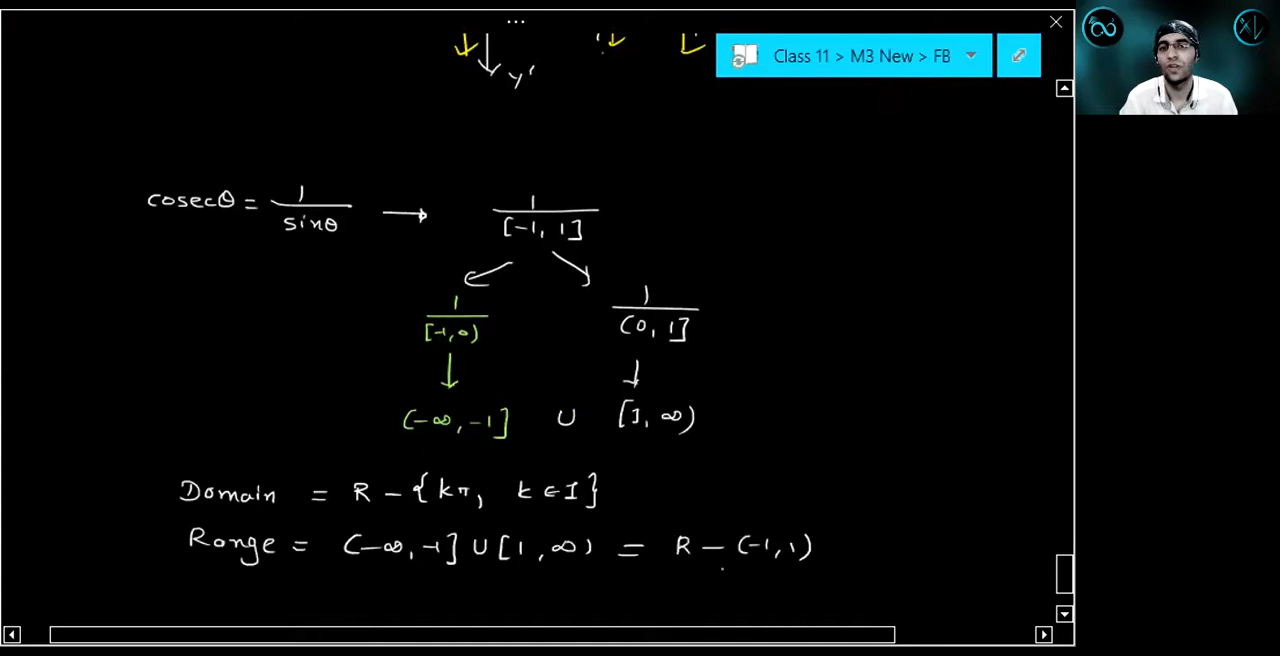 ...
Class 11 > M3 New > FB
y'
cosecθ = 1/sinθ → 1/[-1, 1]
1/[-1, 0) 1/(0, 1]
(-∞, -1] ∪ [1, ∞)
Domain = R - {kπ, k ∈ I}
Range = (-∞, -1] ∪ [1, ∞) = R - (-1, 1)